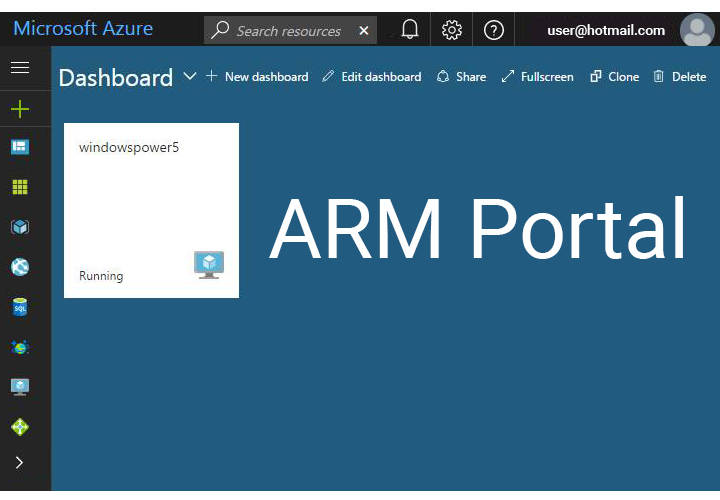 Microsoft Azure
Search resources
user@hotmail.com
Dashboard
New dashboard
Edit dashboard
Share
Fullscreen
Clone
Delete
windowspower5
ARM Portal
Running
SQL